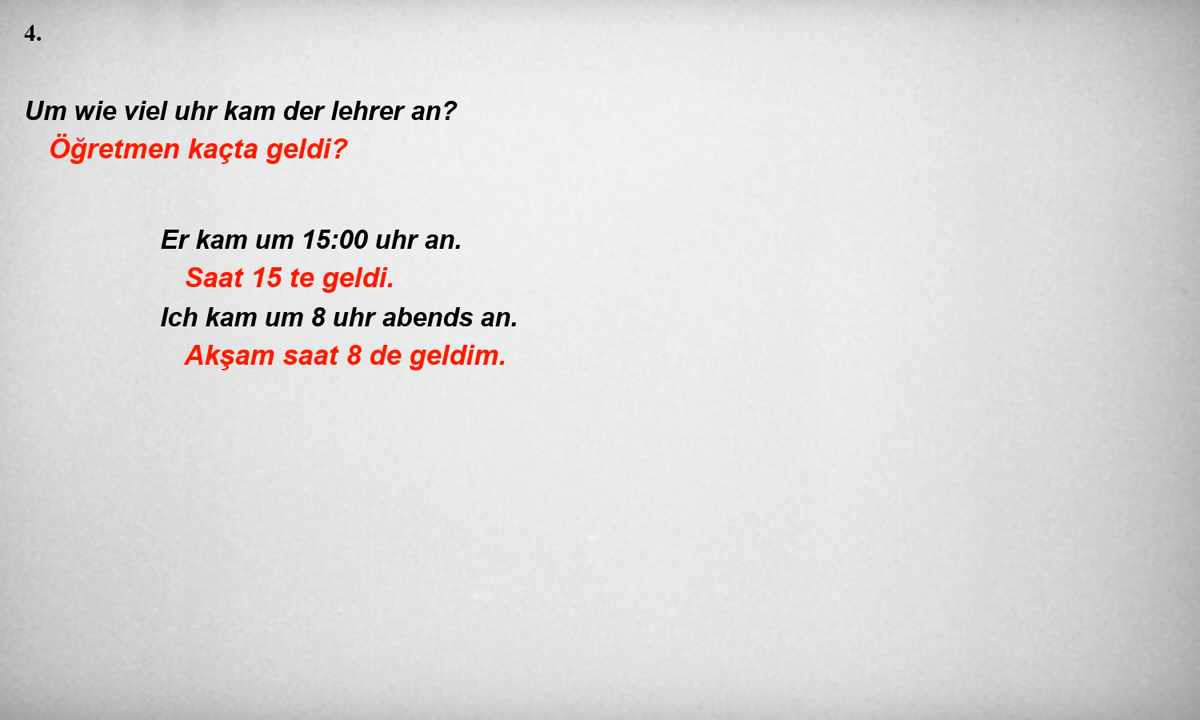 4.
Um wie viel uhr kam der lehrer an?
Öğretmen kaçta geldi?
Er kam um 15:00 uhr an.
Saat 15 te geldi.
Ich kam um 8 uhr abends an.
Akşam saat 8 de geldim.